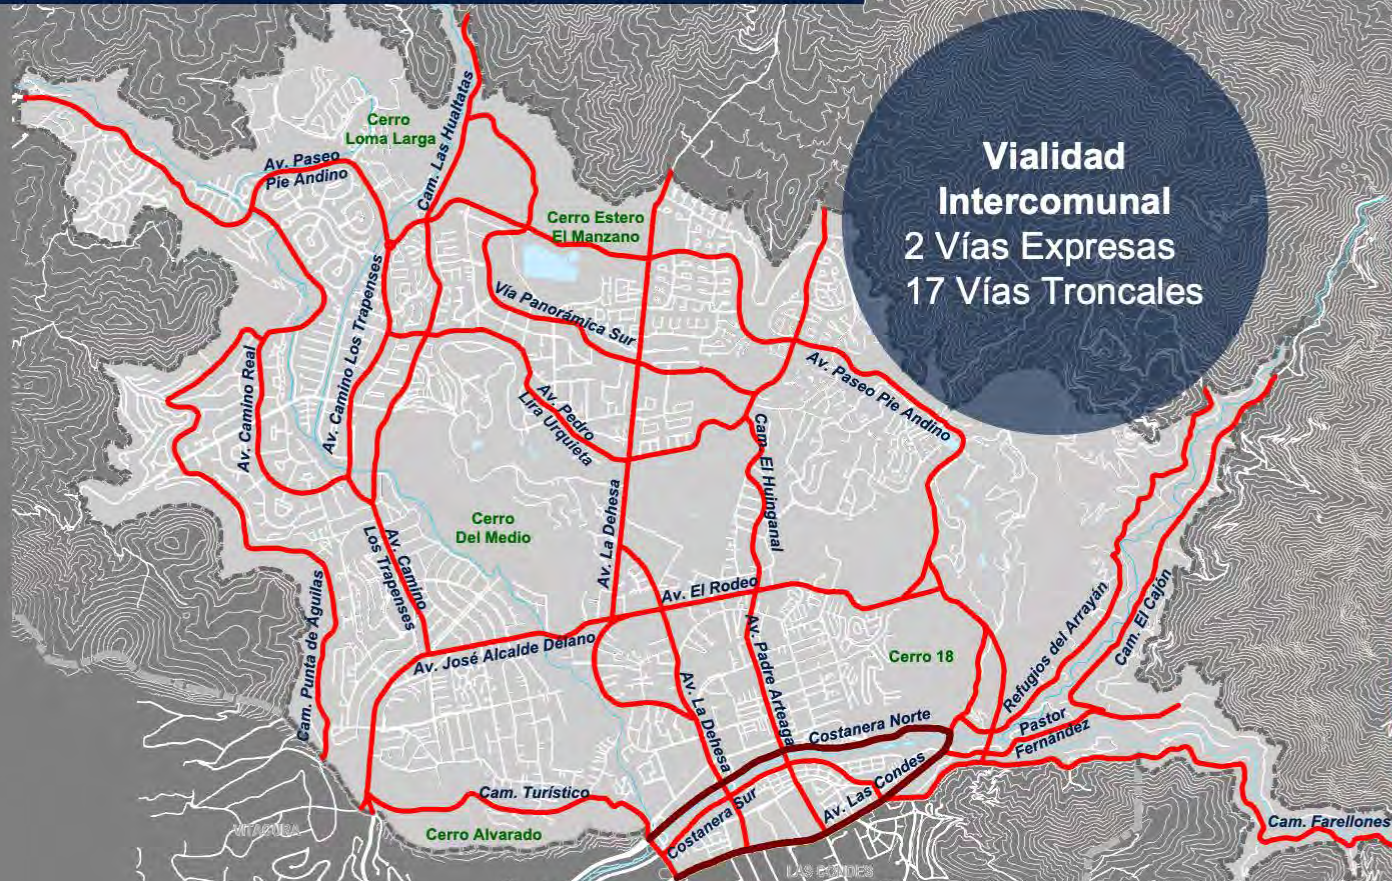 Vialidad
Intercomunal
2 Vías Expresas
17 Vías Troncales
Cerro
Loma Larga
Cam. Las Hualtatas
Av. Paseo
Pie Andino
Cerro Estero
El Manzano
Av. Camino Los Trapenses
Vía Panorámica Sur
Av. Camino Real
Av. Pedro
Lira Urquieta
Av. Paseo Pie Andino
Cam. El Huinganal
Av. La Dehesa
Cerro
Del Medio
Av. Camino
Los Trapenses
Cam. Punta de Águilas
Av. El Rodeo
Av. José Alcalde Délano
Av. Padre Arteaga
Av. La Dehesa
Cerro 18
Refugios del Arrayán
Cam. El Cajón
Costanera Norte
Pastor
Fernández
Cam. Turístico
Costanera Sur
Av. Las Condes
Cerro Alvarado
Cam. Farellones
VITACURA
LAS CONDES